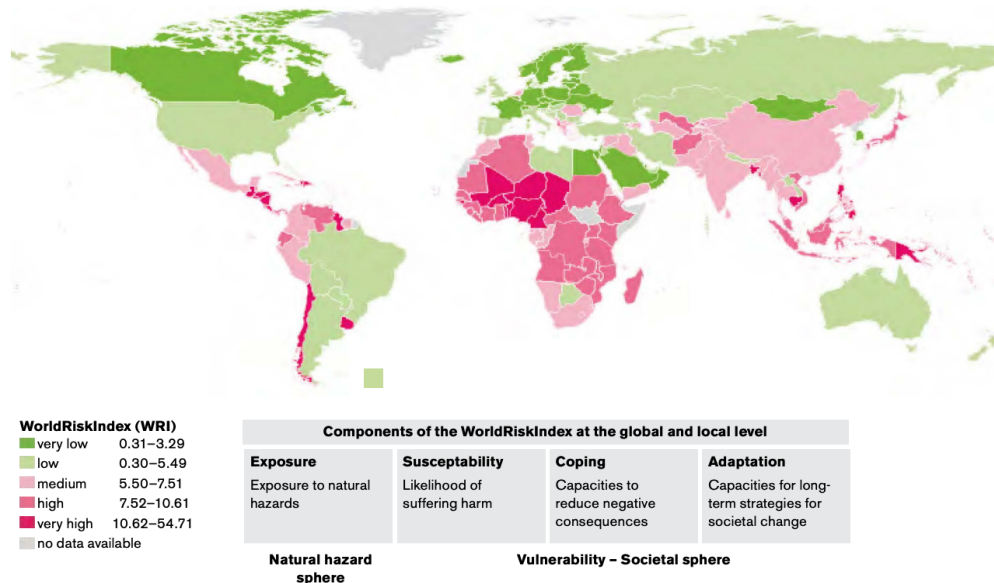 WorldRiskIndex (WRI)
very low 0.31–3.29
low 0.30–5.49
medium 5.50–7.51
high 7.52–10.61
very high 10.62–54.71
no data available
Components of the WorldRiskIndex at the global and local level
Exposure
Exposure to natural
hazards
Susceptability
Likelihood of
suffering harm
Coping
Capacities to
reduce negative
consequences
Adaptation
Capacities for long-
term strategies for
societal change
Natural hazard
sphere
Vulnerability – Societal sphere